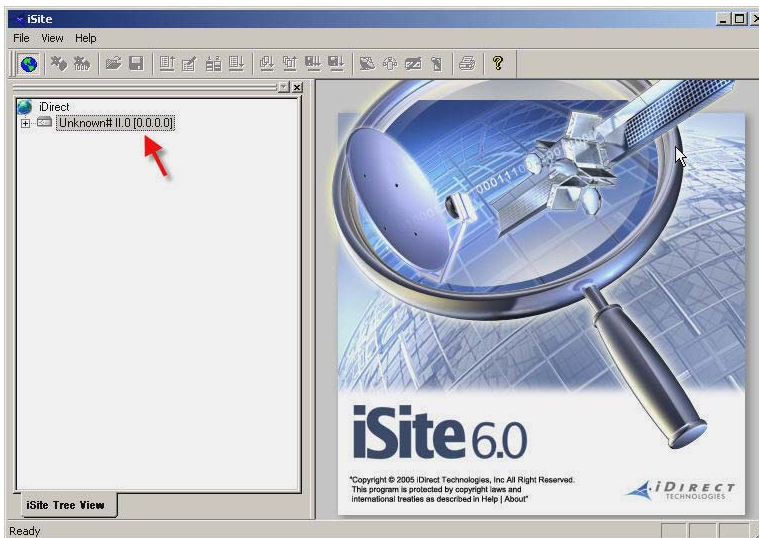 iSite
File View Help
iDirect
Unknown# II.0 [0.0.0.0]
iSite Tree View
Ready
iSite 6.0
"Copyright © 2005 iDirect Technologies, Inc All Right Reserved.
This program is protected by copyright laws and
international treaties as described in Help | About"
iDIRECT
TECHNOLOGIES